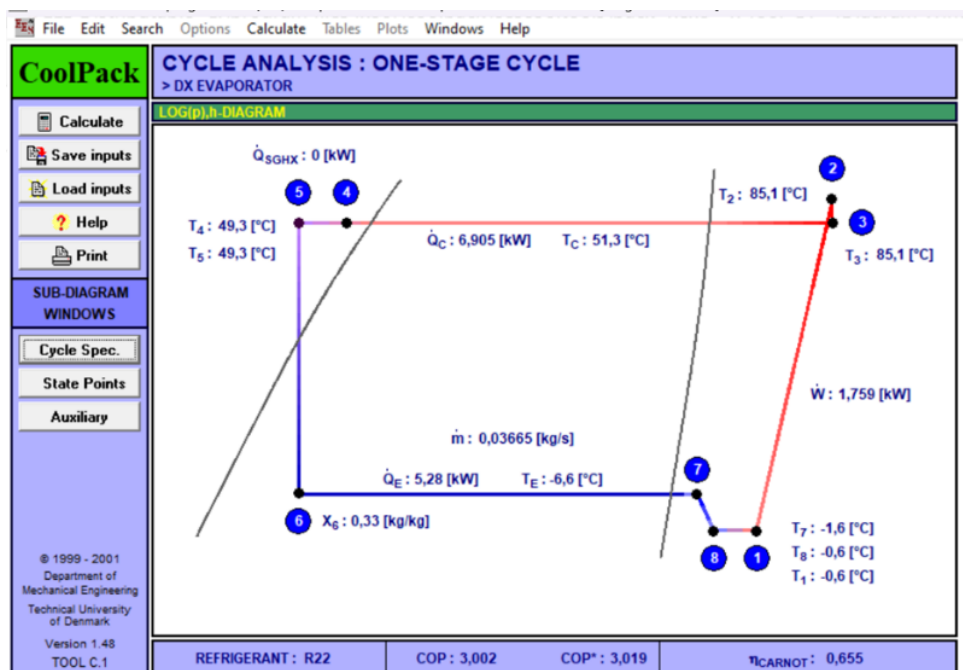 File Edit Search Options Calculate Tables Plots Windows Help
CoolPack
CYCLE ANALYSIS : ONE-STAGE CYCLE
> DX EVAPORATOR
LOG(p),h-DIAGRAM
Calculate
Save inputs
Load inputs
? Help
Print
SUB-DIAGRAM
WINDOWS
Cycle Spec.
State Points
Auxiliary
© 1999 - 2001
Department of
Mechanical Engineering
Technical University
of Denmark
Version 1.48
TOOL C.1
Q̇SGHX : 0 [kW]
5 4
2
T2 : 85,1 [°C]
3
T4 : 49,3 [°C]
T5 : 49,3 [°C]
Q̇C : 6,905 [kW] TC : 51,3 [°C]
T3 : 85,1 [°C]
Ẇ : 1,759 [kW]
ṁ : 0,03665 [kg/s]
Q̇E : 5,28 [kW] TE : -6,6 [°C]
7
6 X6 : 0,33 [kg/kg]
8 1
T7 : -1,6 [°C]
T8 : -0,6 [°C]
T1 : -0,6 [°C]
REFRIGERANT : R22 COP : 3,002 COP* : 3,019 ηCARNOT : 0,655